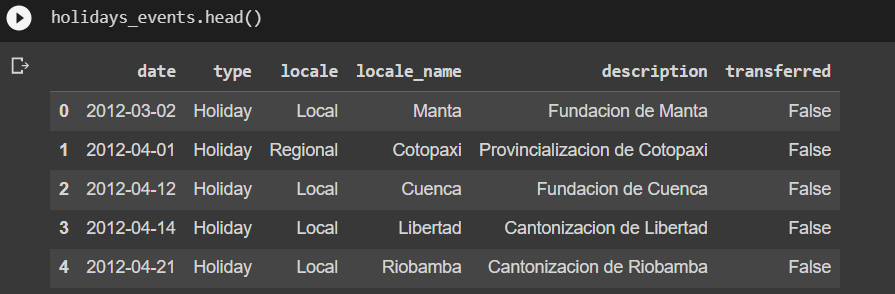 holidays_events.head()
date type locale locale_name description transferred
0 2012-03-02 Holiday Local Manta Fundacion de Manta False
1 2012-04-01 Holiday Regional Cotopaxi Provincializacion de Cotopaxi False
2 2012-04-12 Holiday Local Cuenca Fundacion de Cuenca False
3 2012-04-14 Holiday Local Libertad Cantonizacion de Libertad False
4 2012-04-21 Holiday Local Riobamba Cantonizacion de Riobamba False